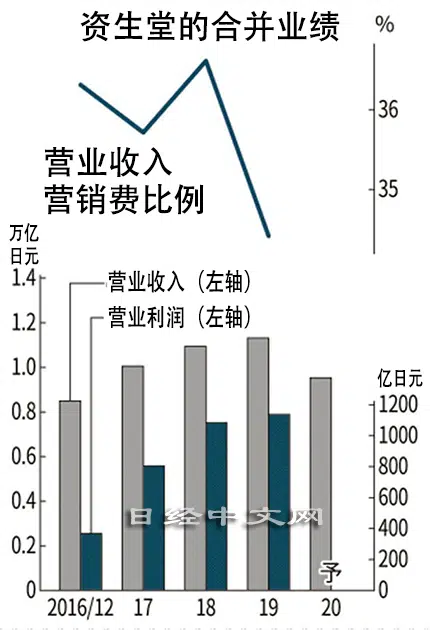 资生堂的合并业绩
%
36
35
营业收入
营销费比例
万亿
日元
1.4
1.2
1.0
0.8
0.6
0.4
0.2
0
营业收入（左轴）
营业利润（左轴）
亿日元
1200
1000
800
600
400
200
0
日经中文网
予
2016/12 17 18 19 20